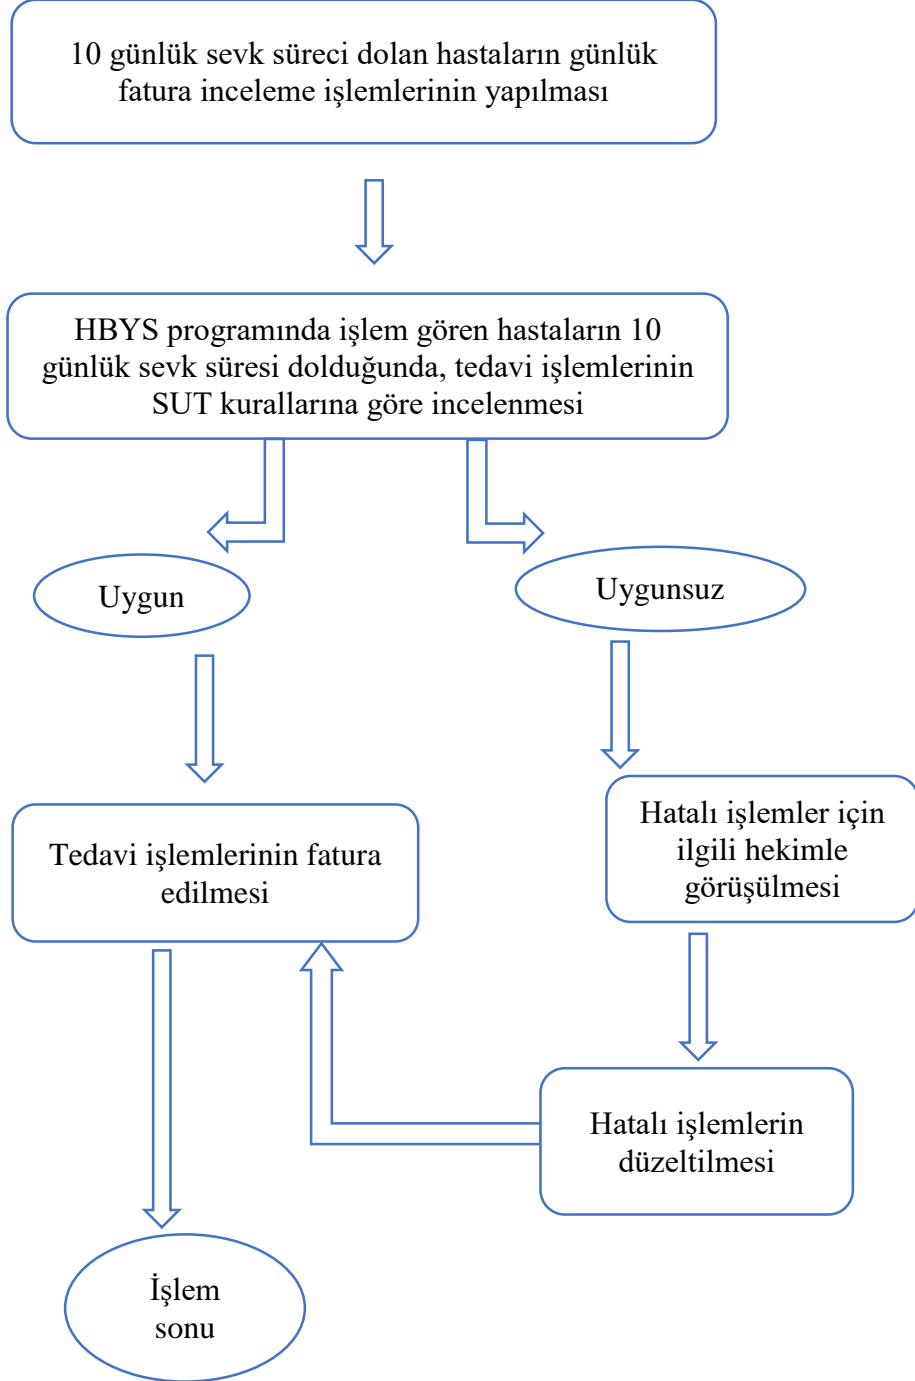 10 günlük sevk süreci dolan hastaların günlük
fatura inceleme işlemlerinin yapılması
HBYS programında işlem gören hastaların 10
günlük sevk süresi dolduğunda, tedavi işlemlerinin
SUT kurallarına göre incelenmesi
Uygun
Uygunsuz
Hatalı işlemler için
ilgili hekimle
görüşülmesi
Tedavi işlemlerinin fatura
edilmesi
Hatalı işlemlerin
düzeltilmesi
İşlem
sonu